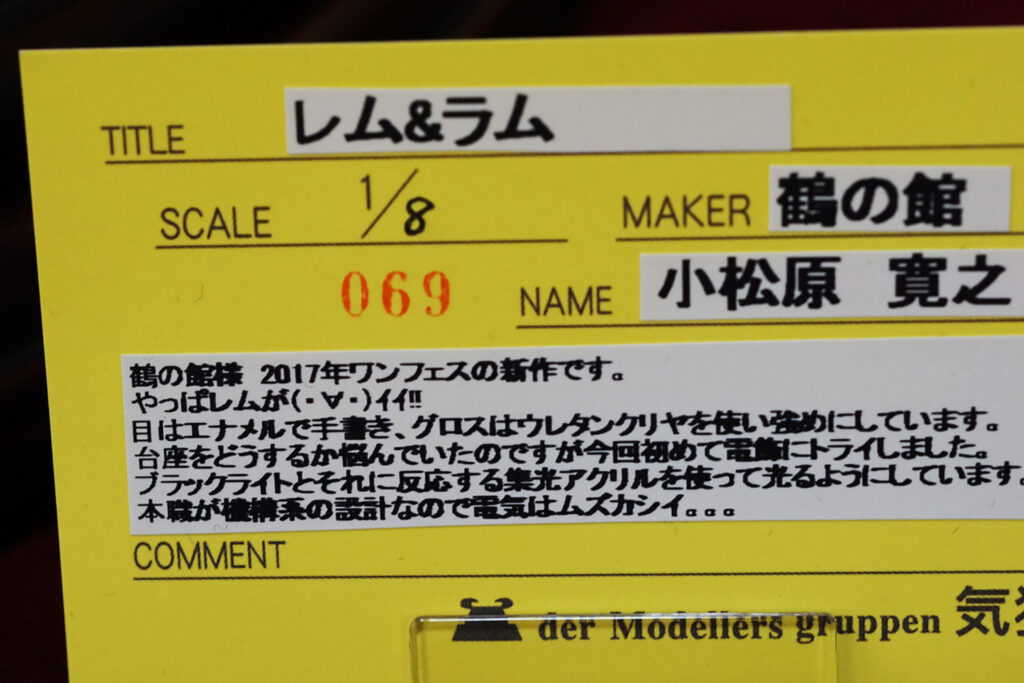 TITLE レム&ラム
SCALE 1/8 MAKER 鶴の館
069 NAME 小松原 寛之
鶴の館様 2017年ワンフェスの新作です。
やっぱレムが(・∀・)イイ!!
目はエナメルで手書き、グロスはウレタンクリヤを使い強めにしています。
台座をどうするか悩んでいたのですが今回初めて電飾にトライしました。
ブラックライトとそれに反応する集光アクリルを使って光るようにしています。
本職が機構系の設計なので電気はムズカシイ。。。
COMMENT
der Modellers gruppen 気